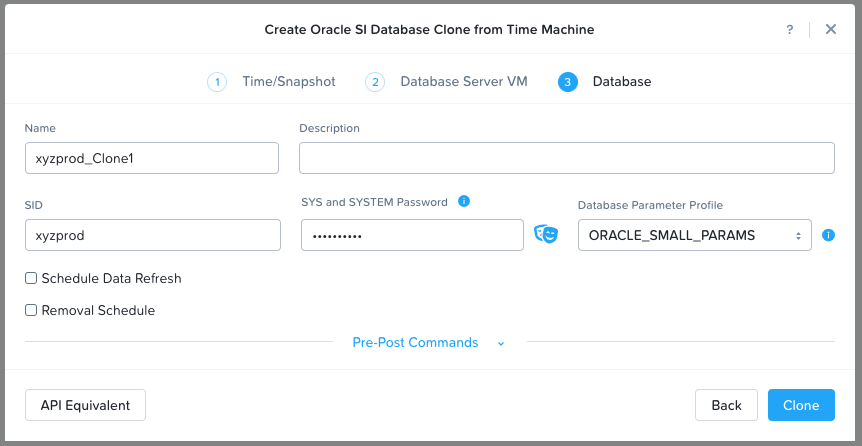 Create Oracle SI Database Clone from Time Machine
?
1 Time/Snapshot 2 Database Server VM 3 Database
Name Description
xyzprod_Clone1
SID SYS and SYSTEM Password i Database Parameter Profile
xyzprod •••••••••• ORACLE_SMALL_PARAMS i
Schedule Data Refresh
Removal Schedule
Pre-Post Commands
API Equivalent Back Clone